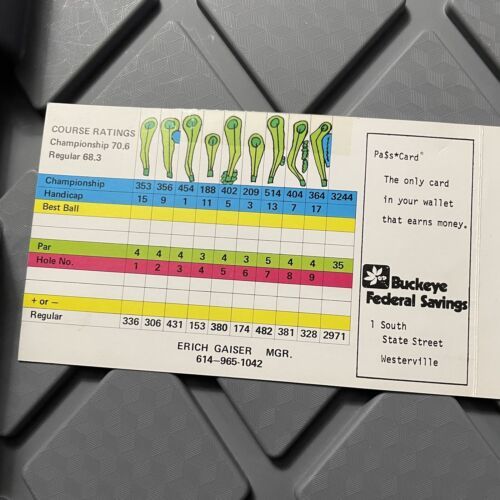 COURSE RATINGS
Championship 70.6
Regular 68.3
Championship 353 356 454 188 402 209 514 404 364 3244
Handicap 15 9 1 11 5 3 13 7 17
Best Ball
Par 4 4 4 3 4 3 5 4 4 35
Hole No. 1 2 3 4 5 6 7 8 9
+ or −
Regular 336 306 431 153 380 174 482 381 328 2971
ERICH GAISER MGR.
614-965-1042
Pa$s*Card®
The only card
in your wallet
that earns money.
Buckeye
Federal Savings
1 South
State Street
Westerville